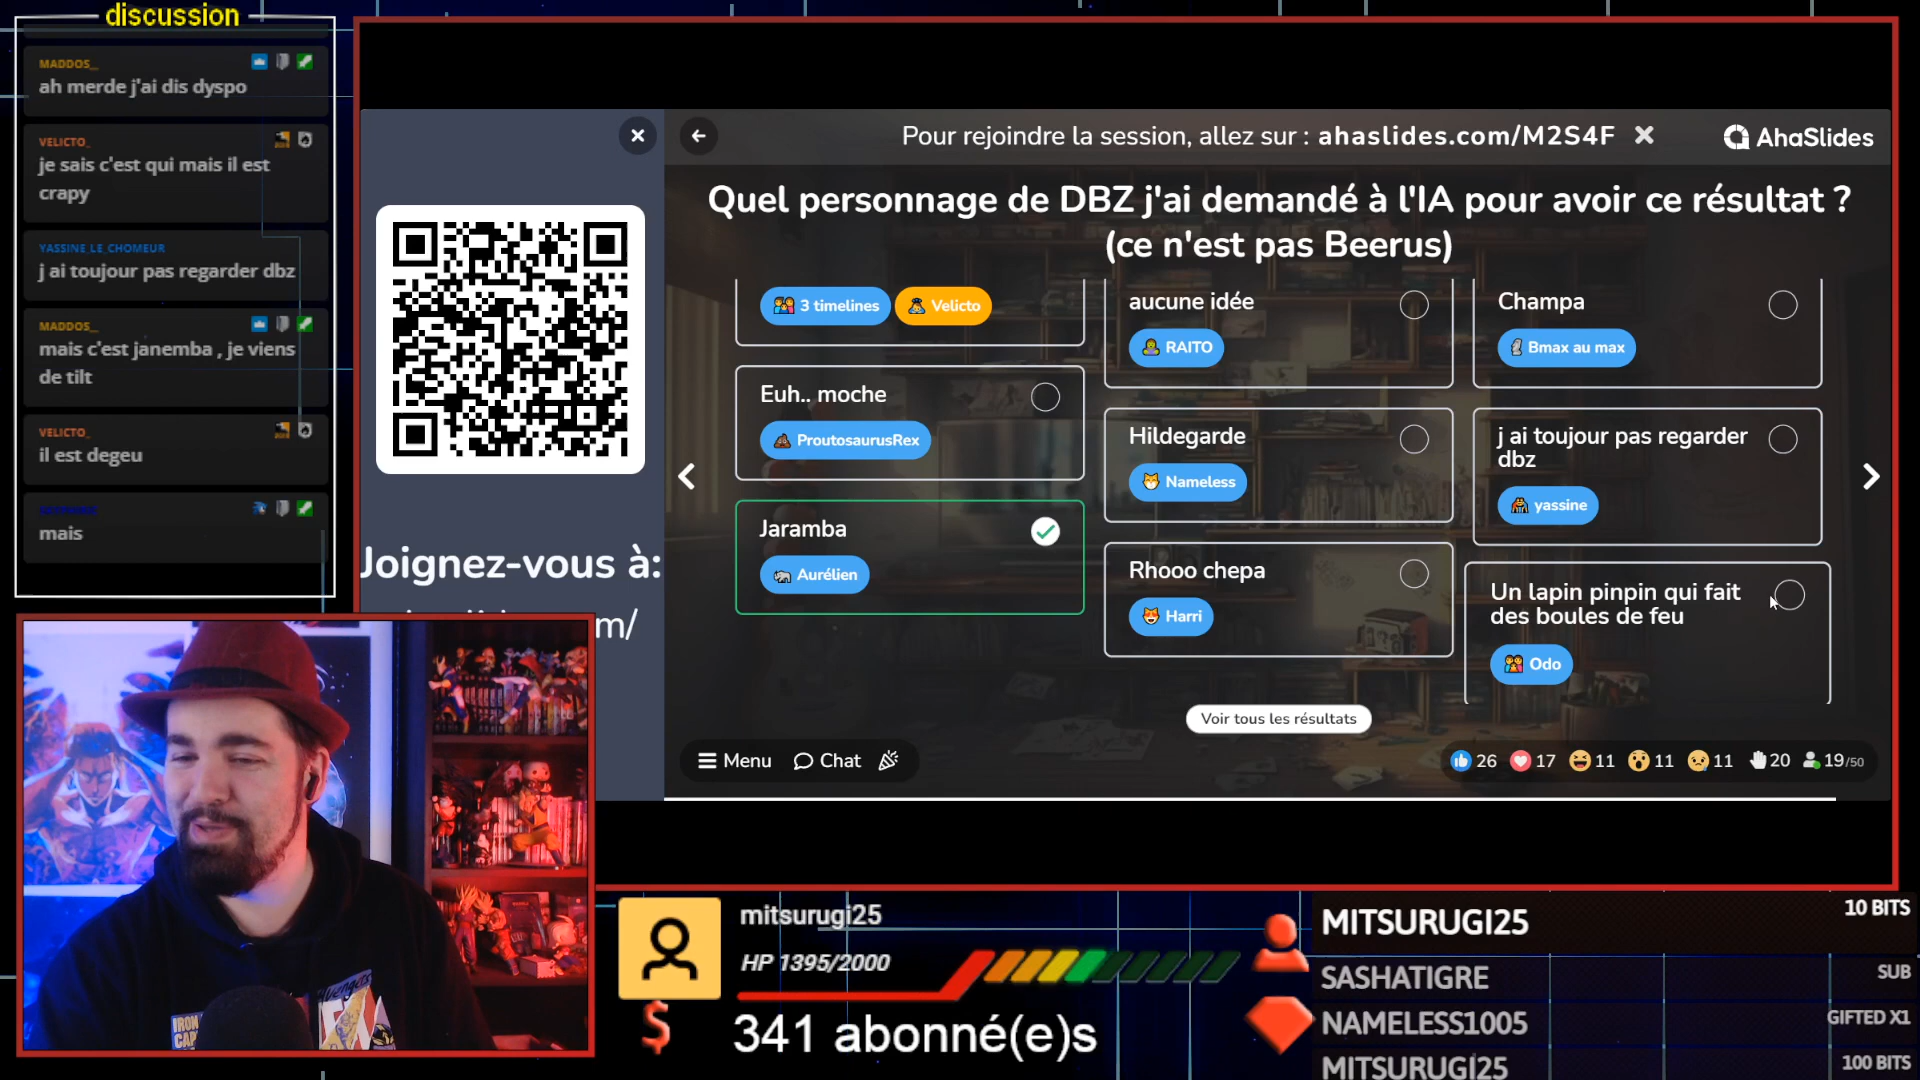 discussion
MADDOS_
ah merde j'ai dis dyspo
VELICTO_
je sais c'est qui mais il est
crapy
YASSINE_LE_CHOMEUR
j ai toujour pas regarder dbz
MADDOS_
mais c'est janemba , je viens
de tilt
VELICTO_
il est degeu
mais
Pour rejoindre la session, allez sur : ahaslides.com/M2S4F
AhaSlides
Quel personnage de DBZ j'ai demandé à l'IA pour avoir ce résultat ?
(ce n'est pas Beerus)
3 timelines
Velicto
Euh.. moche
ProutosaurusRex
Jaramba
Aurélien
aucune idée
RAITO
Hildegarde
Nameless
Rhooo chepa
Harri
Champa
Bmax au max
j ai toujour pas regarder
dbz
yassine
Un lapin pinpin qui fait
des boules de feu
Odo
Voir tous les résultats
Joignez-vous à:
m/
Menu
Chat
26
17
11
11
11
20
19/50
mitsurugi25
HP 1395/2000
341 abonné(e)s
MITSURUGI25
10 BITS
SASHATIGRE
SUB
NAMELESS1005
GIFTED X1
MITSURUGI25
100 BITS